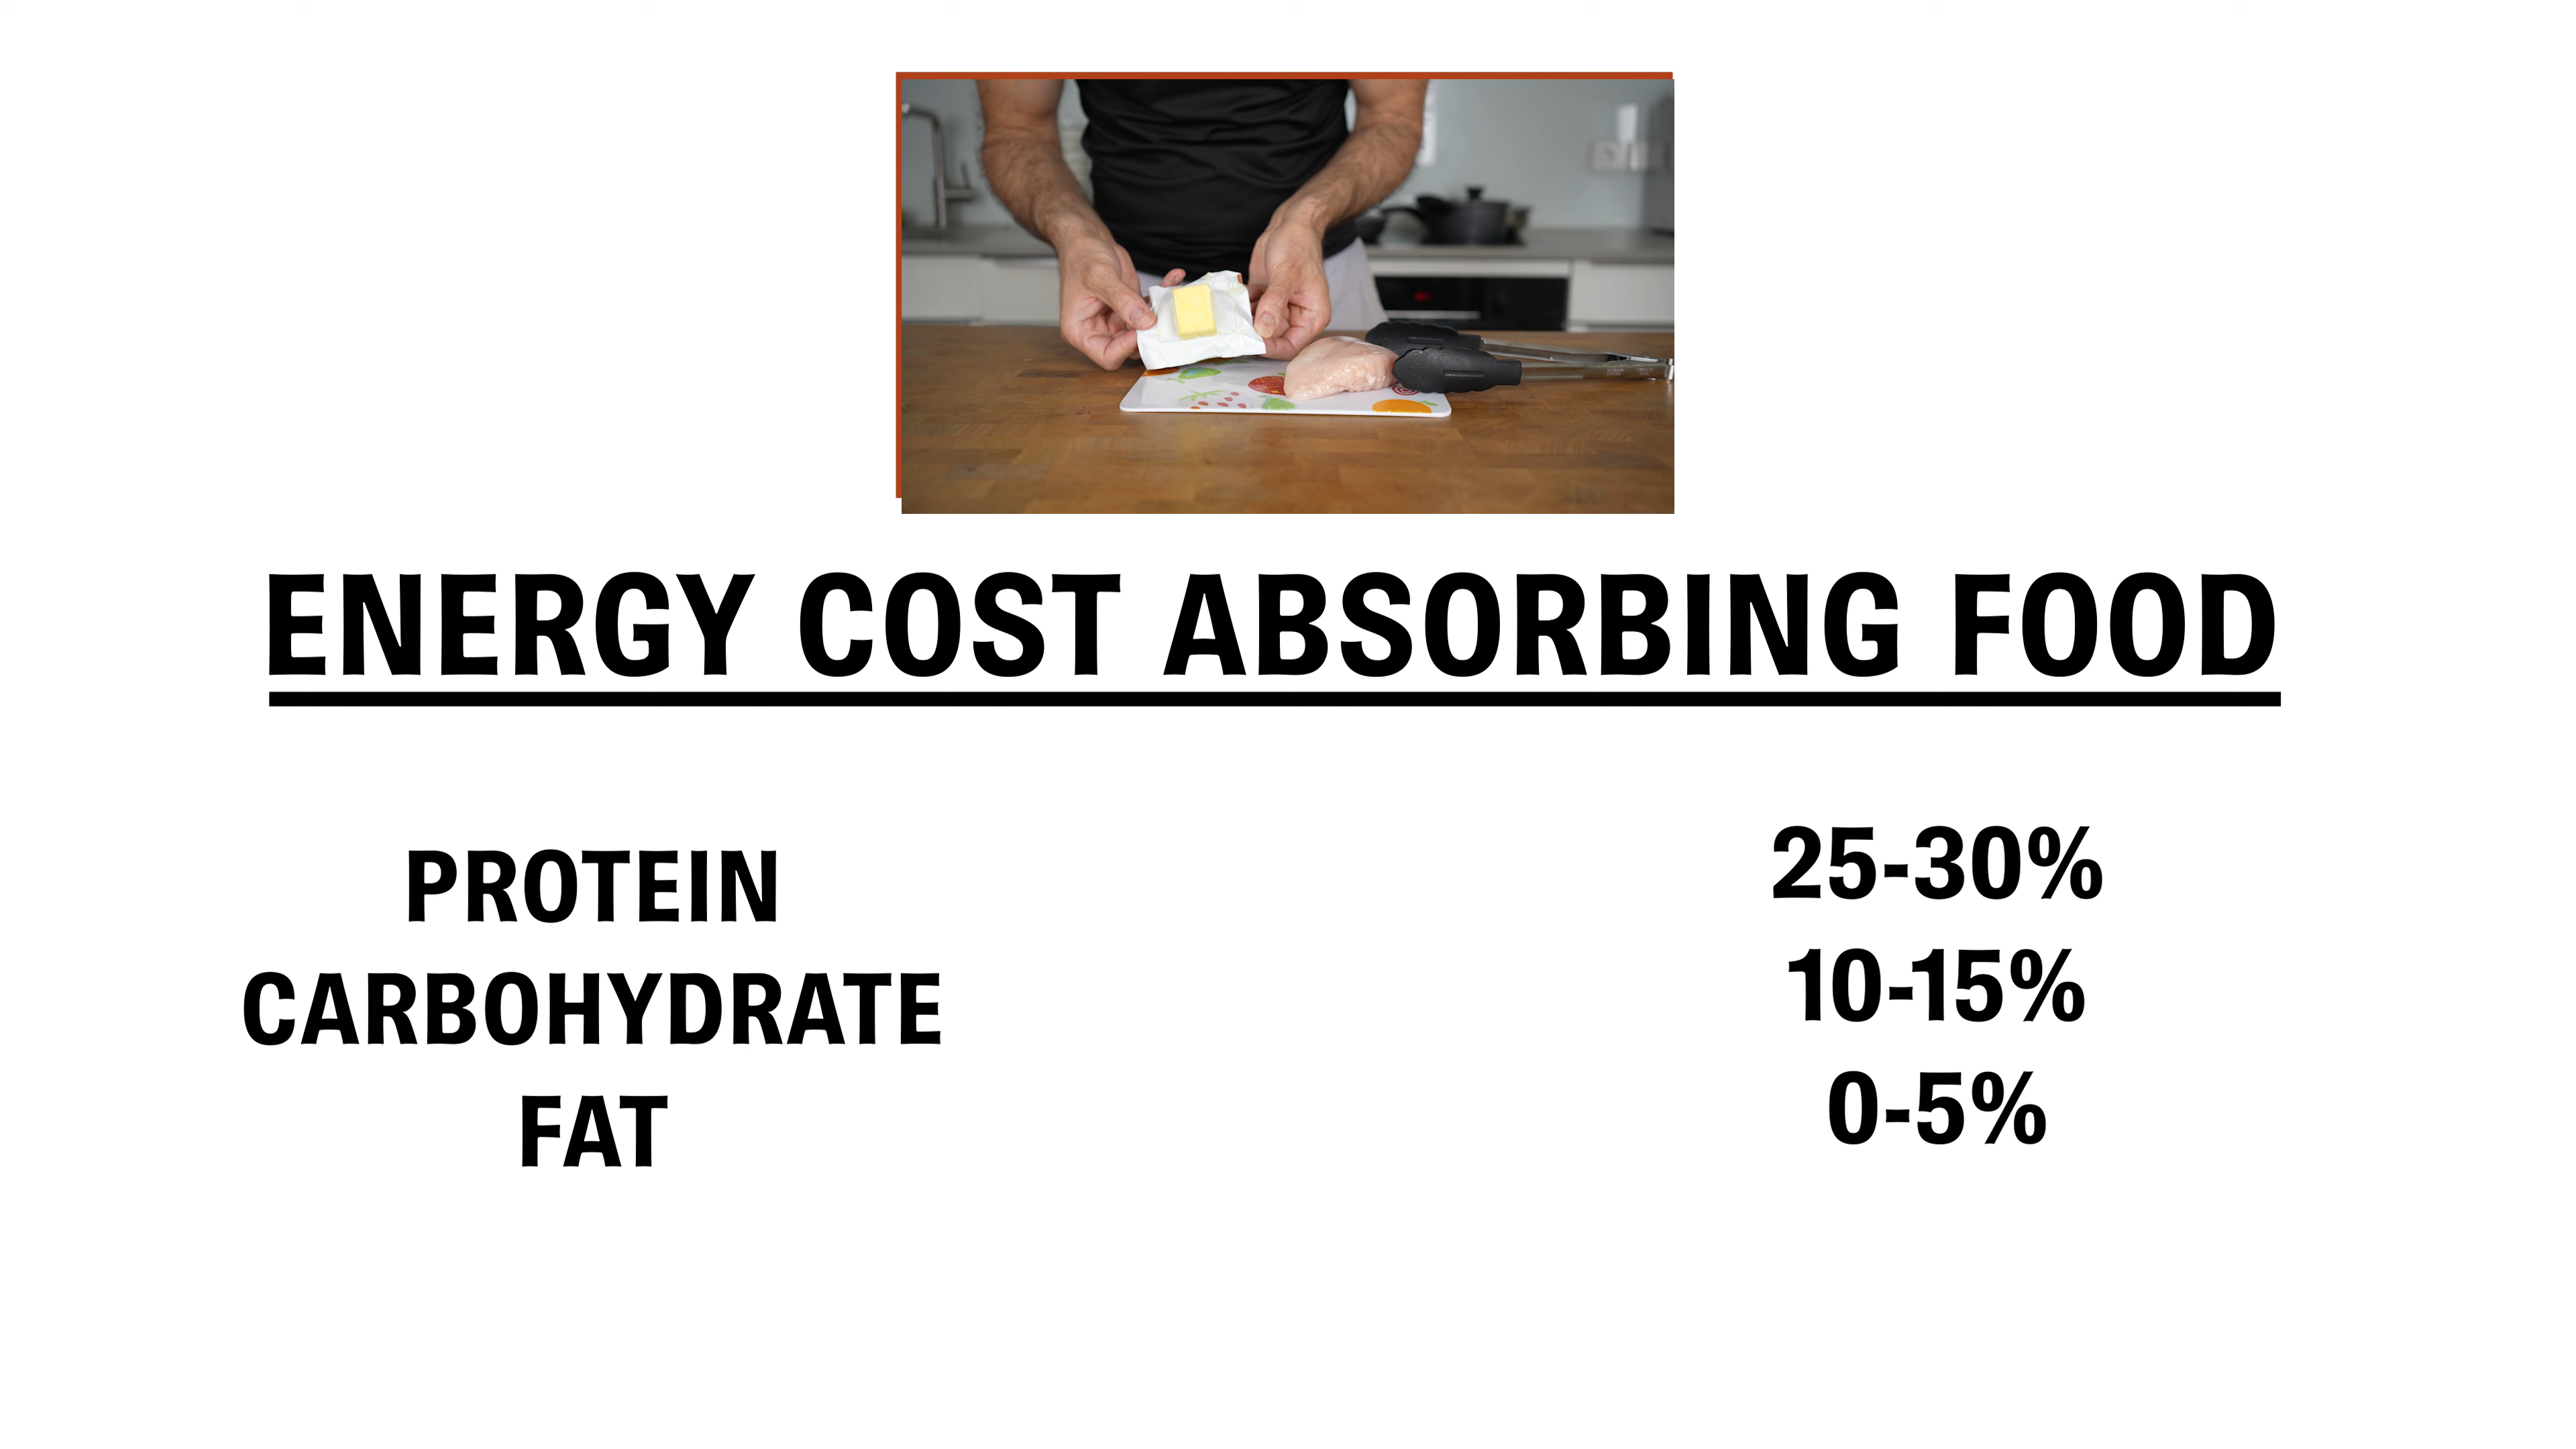 ENERGY COST ABSORBING FOOD
PROTEIN 25-30%
CARBOHYDRATE 10-15%
FAT 0-5%